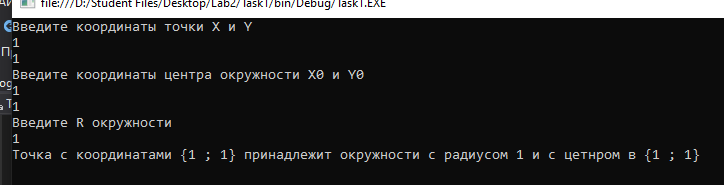 file:///D:/Student Files/Desktop/Lab2/Task1/bin/Debug/Task1.EXE
Введите координаты точки X и Y
1
1
Введите координаты центра окружности X0 и Y0
1
1
Введите R окружности
1
Точка с координатами {1 ; 1} принадлежит окружности с радиусом 1 и с цетнром в {1 ; 1}